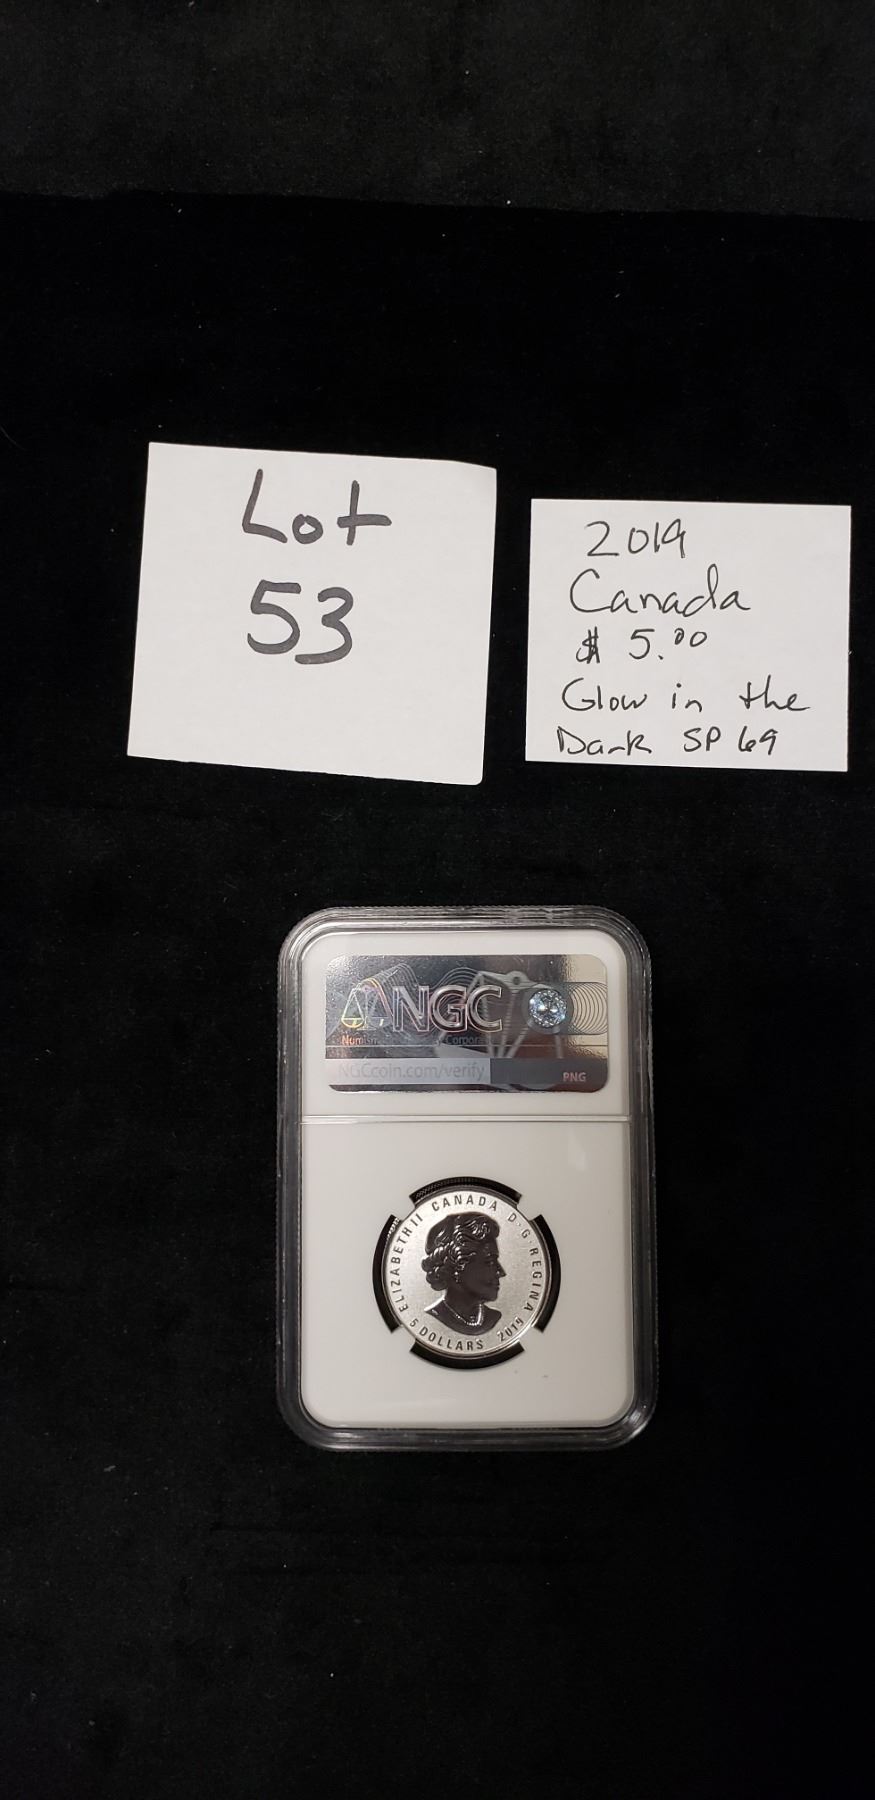 Lot
53
2019
Canada
$ 5.00
Glow in the
Dark SP 69
NGC
NGCcoin.com/verify
PNG
ELIZABETH II CANADA D·G·REGINA
5 DOLLARS 2019